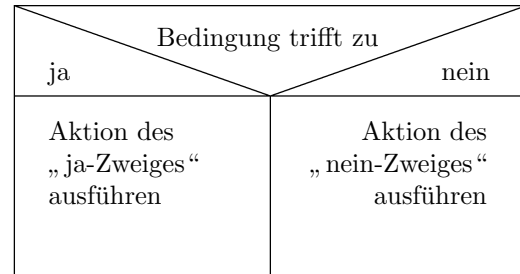 Bedingung trifft zu
ja
nein
Aktion des
„ja-Zweiges“
ausführen
Aktion des
„nein-Zweiges“
ausführen